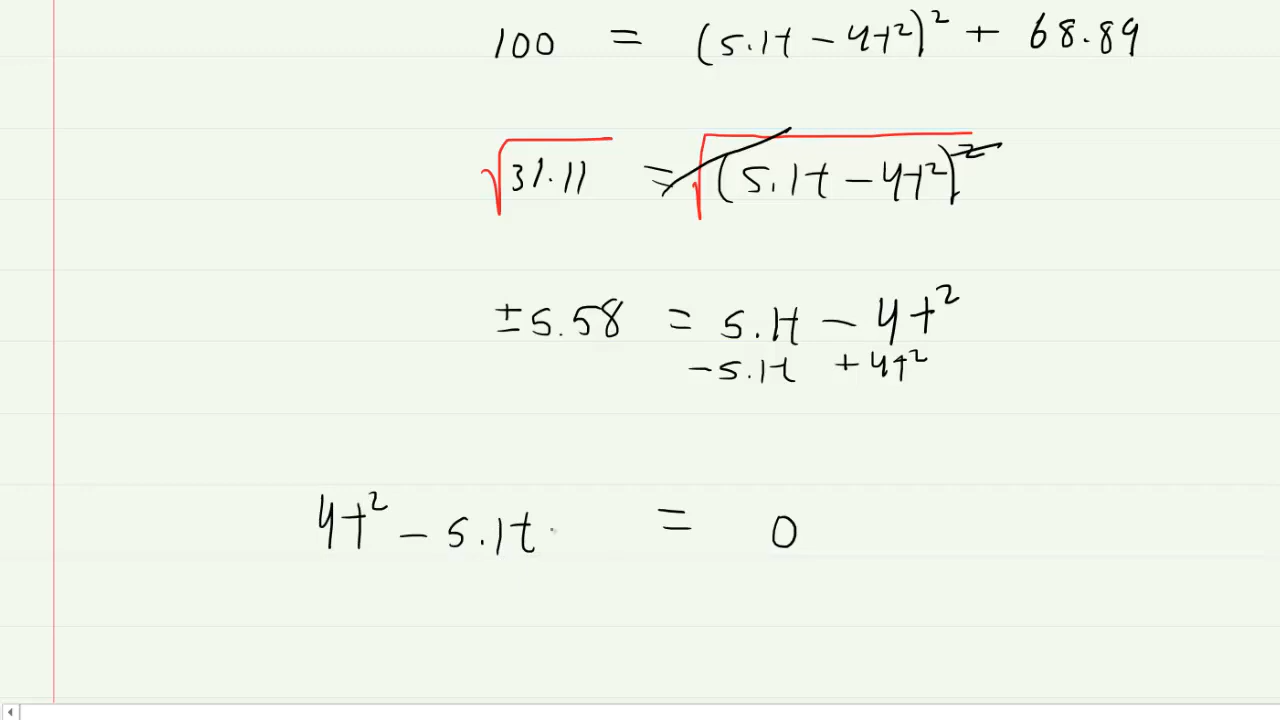 100 = (5.1t - 4t²)² + 68.89
√31.11 = √(5.1t - 4t²)²
±5.58 = 5.1t - 4t²
-5.1t +4t²
4t² - 5.1t = 0